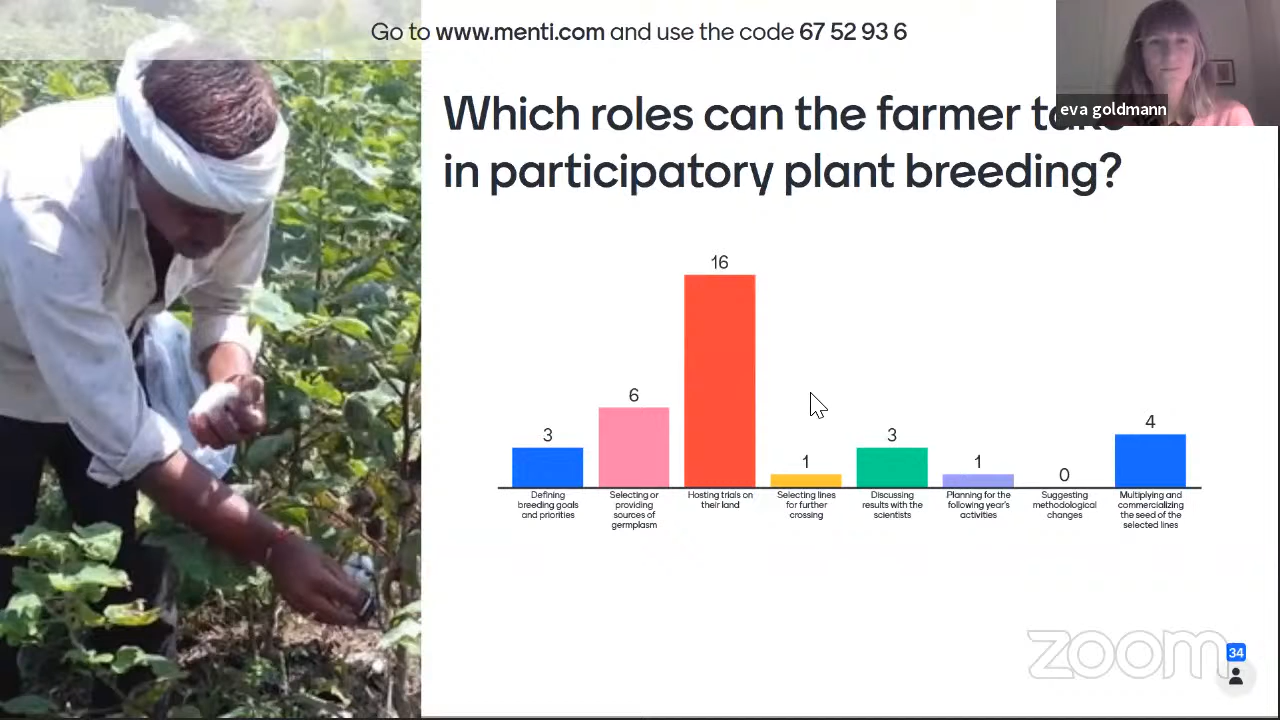 Go to www.menti.com and use the code 67 52 93 6
eva goldmann
Which roles can the farmer
in participatory plant breeding?
3
6
16
1
3
1
0
4
Defining
breeding goals
and priorities
Selecting or
providing
sources of
germplasm
Hosting trials on
their land
Selecting lines
for further
crossing
Discussing
results with the
scientists
Planning for the
following year's
activities
Suggesting
methodological
changes
Multiplying and
commercializing
the seed of the
selected lines
zoom
34